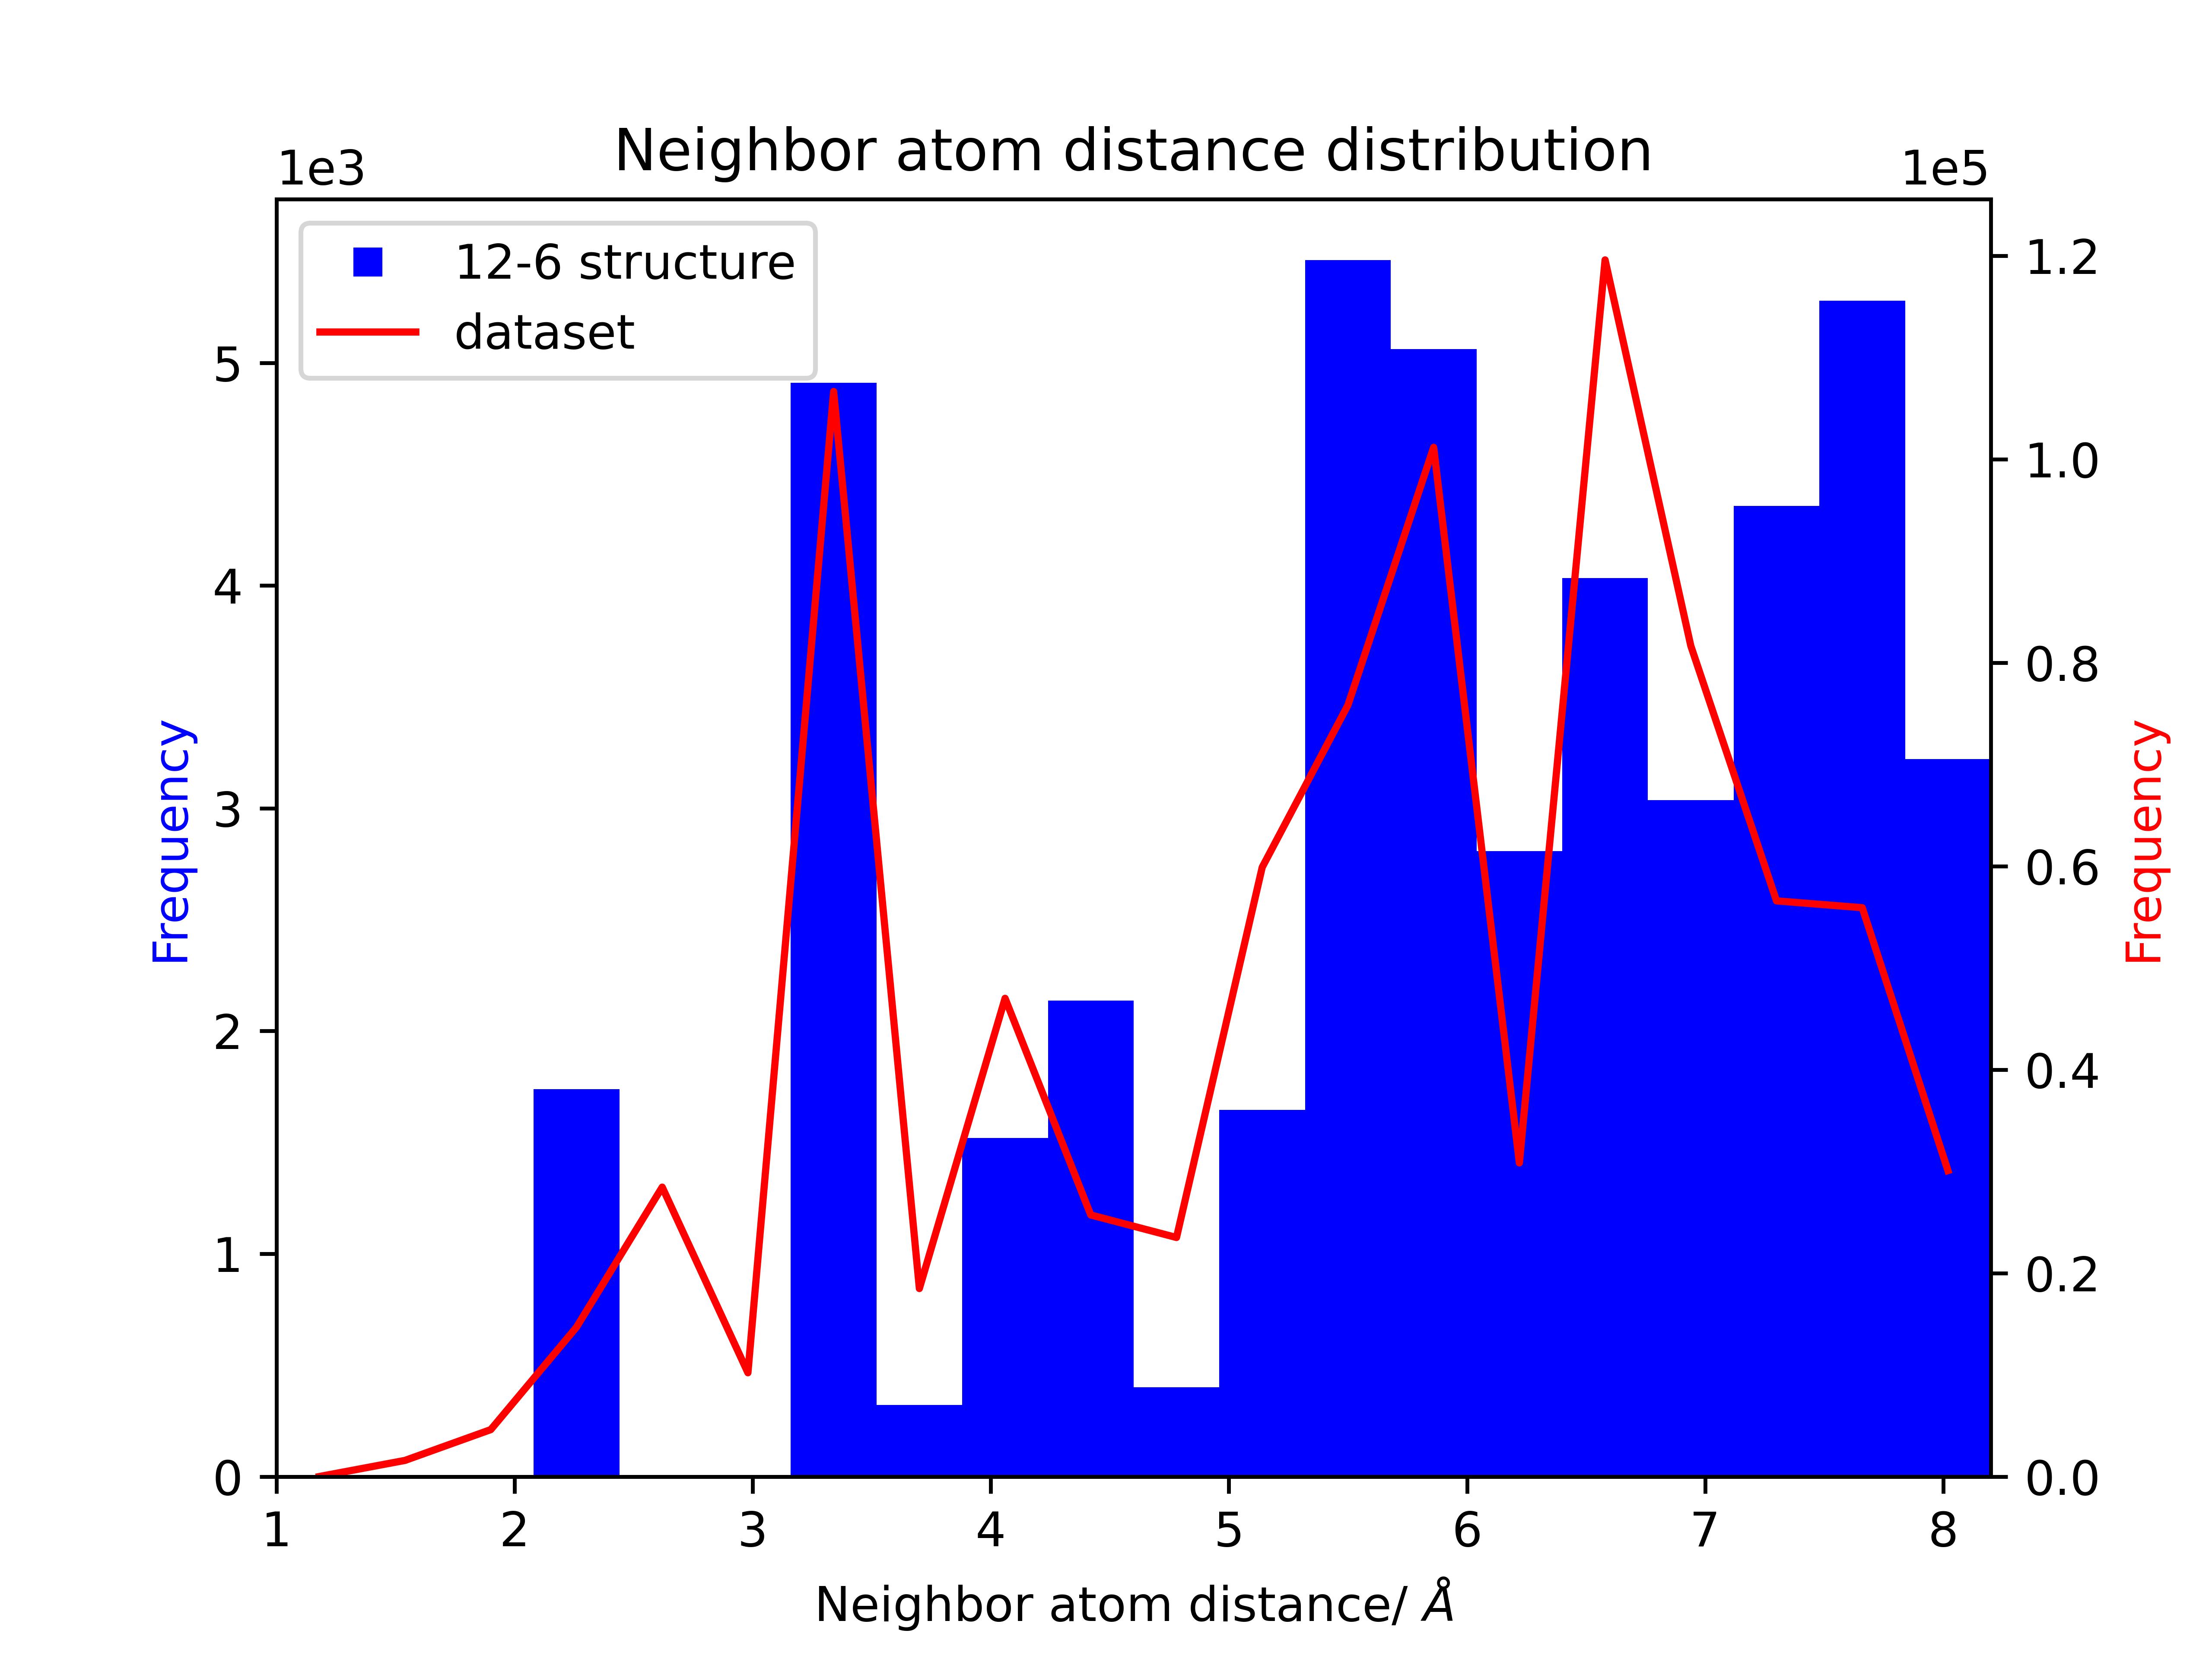 Neighbor atom distance distribution
1e3
1e5
12-6 structure
dataset
5
4
3
2
1
0
Frequency
1.2
1.0
0.8
0.6
0.4
0.2
0.0
Frequency
1 2 3 4 5 6 7 8
Neighbor atom distance/ Å